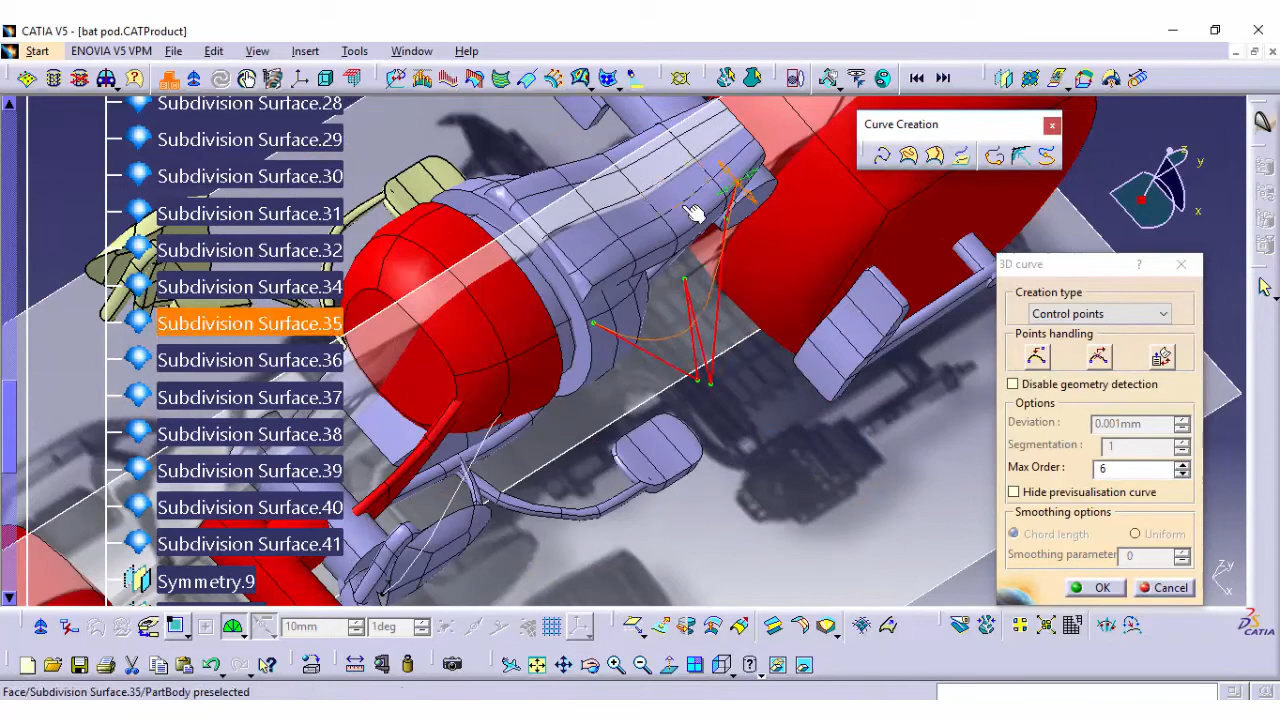 CATIA V5 - [bat pod.CATProduct]
Start ENOVIA V5 VPM File Edit View Insert Tools Window Help
Subdivision Surface.28
Subdivision Surface.29
Subdivision Surface.30
Subdivision Surface.31
Subdivision Surface.32
Subdivision Surface.34
Subdivision Surface.35
Subdivision Surface.36
Subdivision Surface.37
Subdivision Surface.38
Subdivision Surface.39
Subdivision Surface.40
Subdivision Surface.41
Symmetry.9
Curve Creation
z
y
x
3D curve
Creation type
Control points
Points handling
Disable geometry detection
Options
Deviation : 0.001mm
Segmentation : 1
Max Order: 6
Hide previsualisation curve
Smoothing options
Chord length Uniform
Smoothing parameter 0
OK Cancel
10mm 1deg
CATIA
Face/Subdivision Surface.35/PartBody preselected